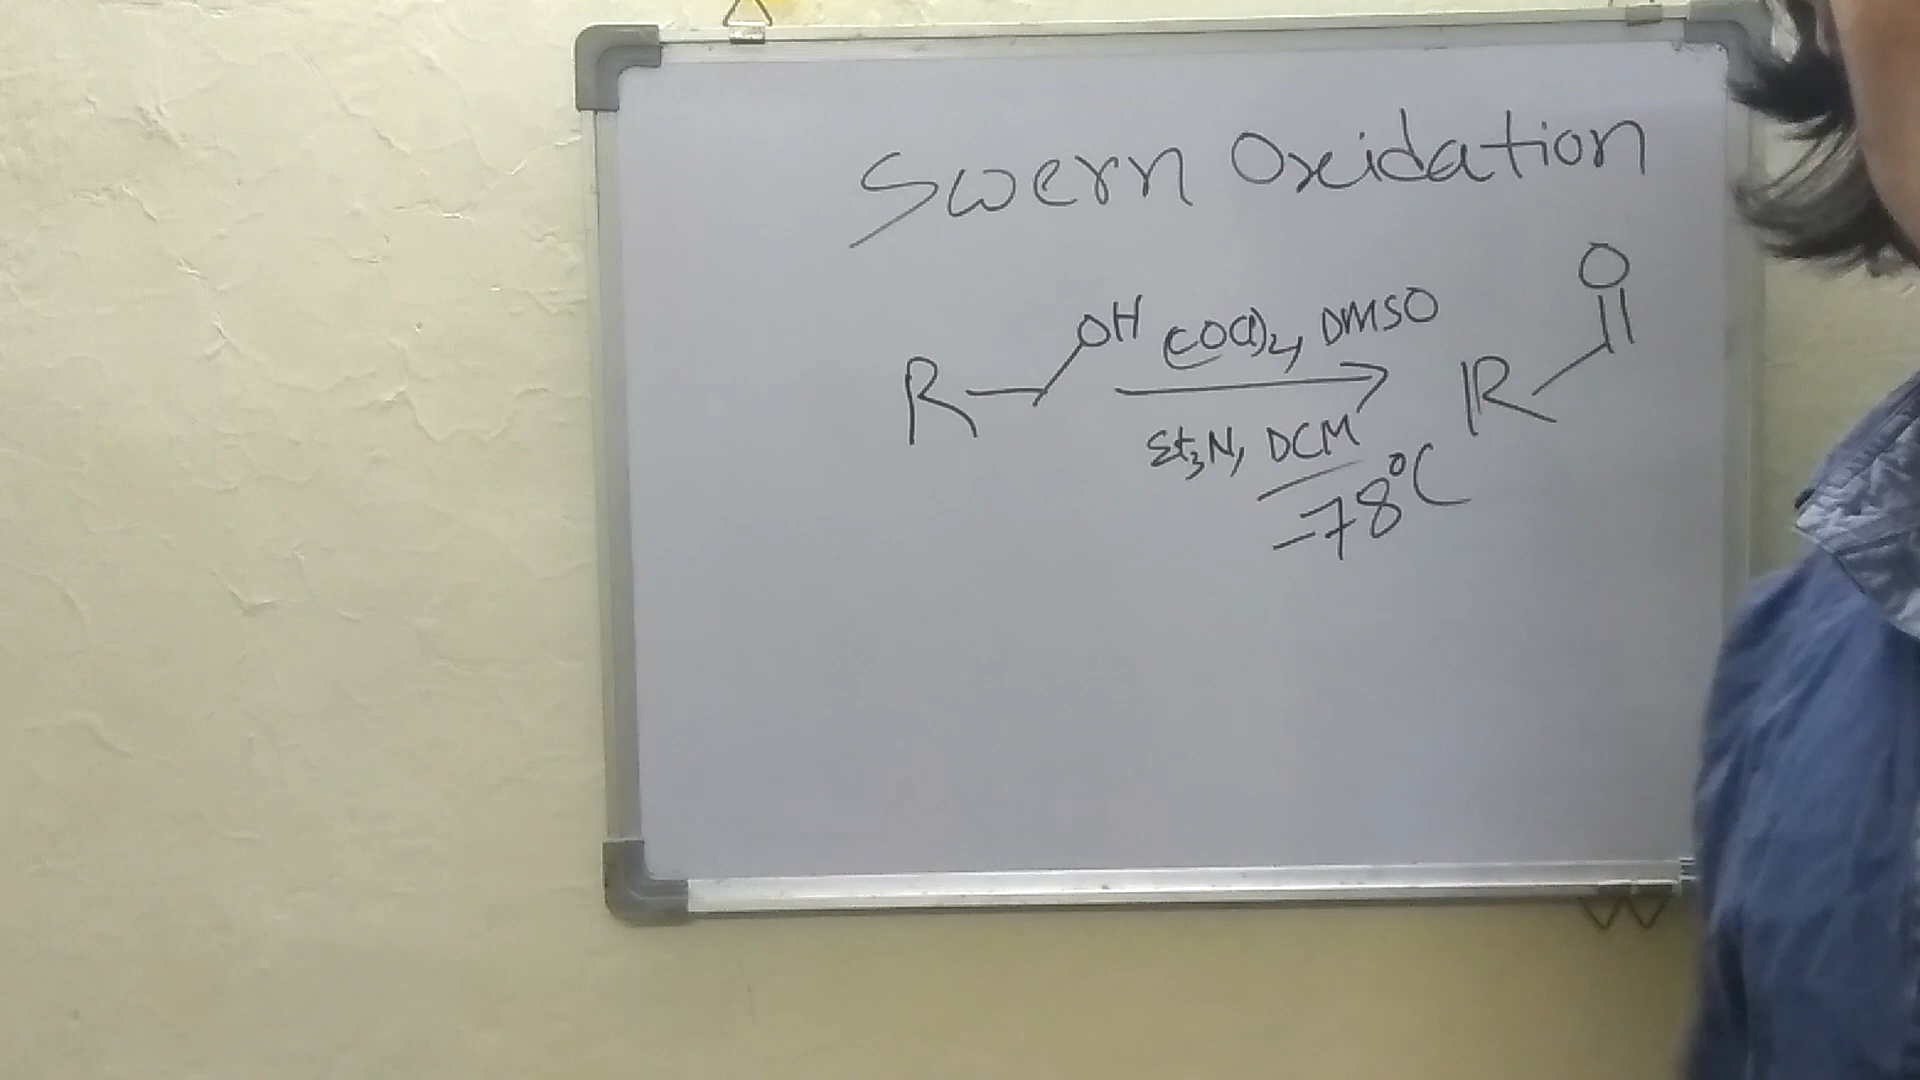 Swern Oxidation
O
R OH (COCl)2, DMSO R
Et3N, DCM
-78°C